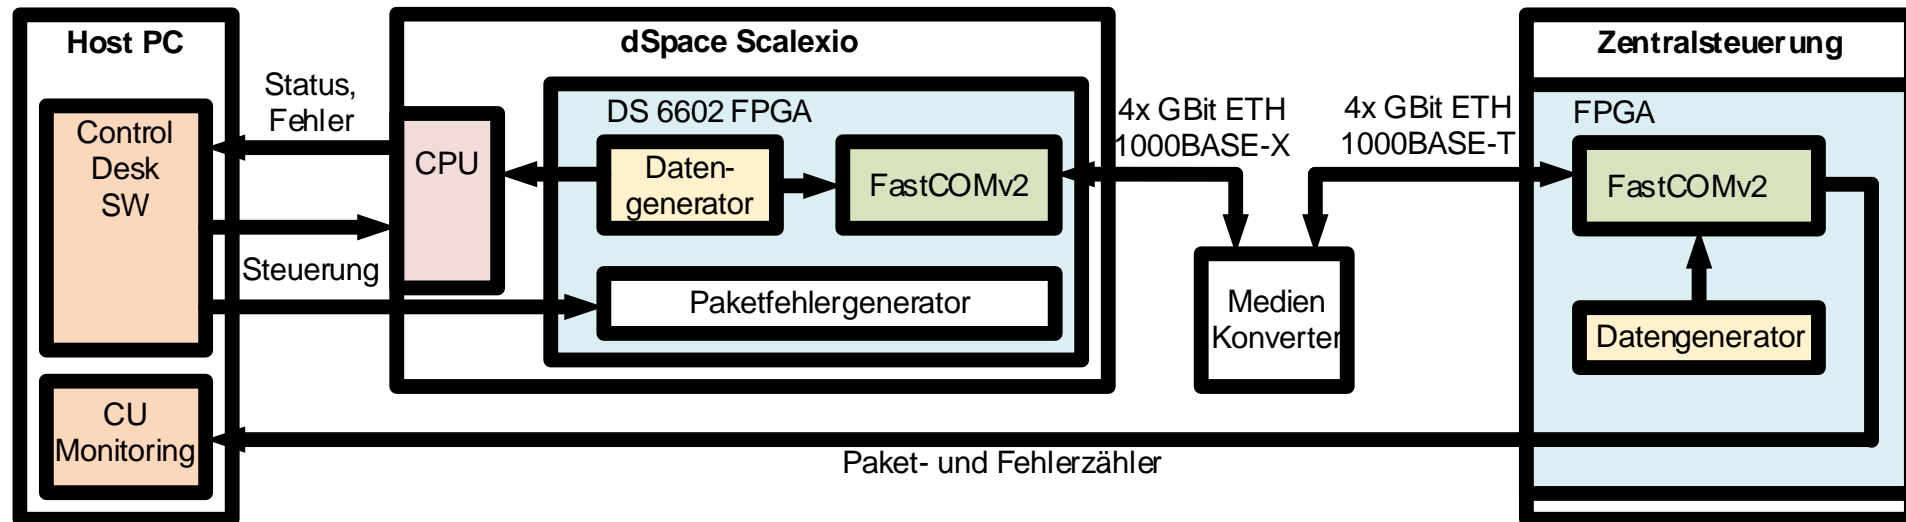 Host PC
Control
Desk
SW
CU
Monitoring
Status,
Fehler
Steuerung
dSpace Scalexio
CPU
DS 6602 FPGA
Daten-
generator
FastCOMv2
Paketfehlergenerator
4x GBit ETH
1000BASE-X
Medien
Konverter
4x GBit ETH
1000BASE-T
Zentralsteuerung
FPGA
FastCOMv2
Datengenerator
Paket- und Fehlerzähler